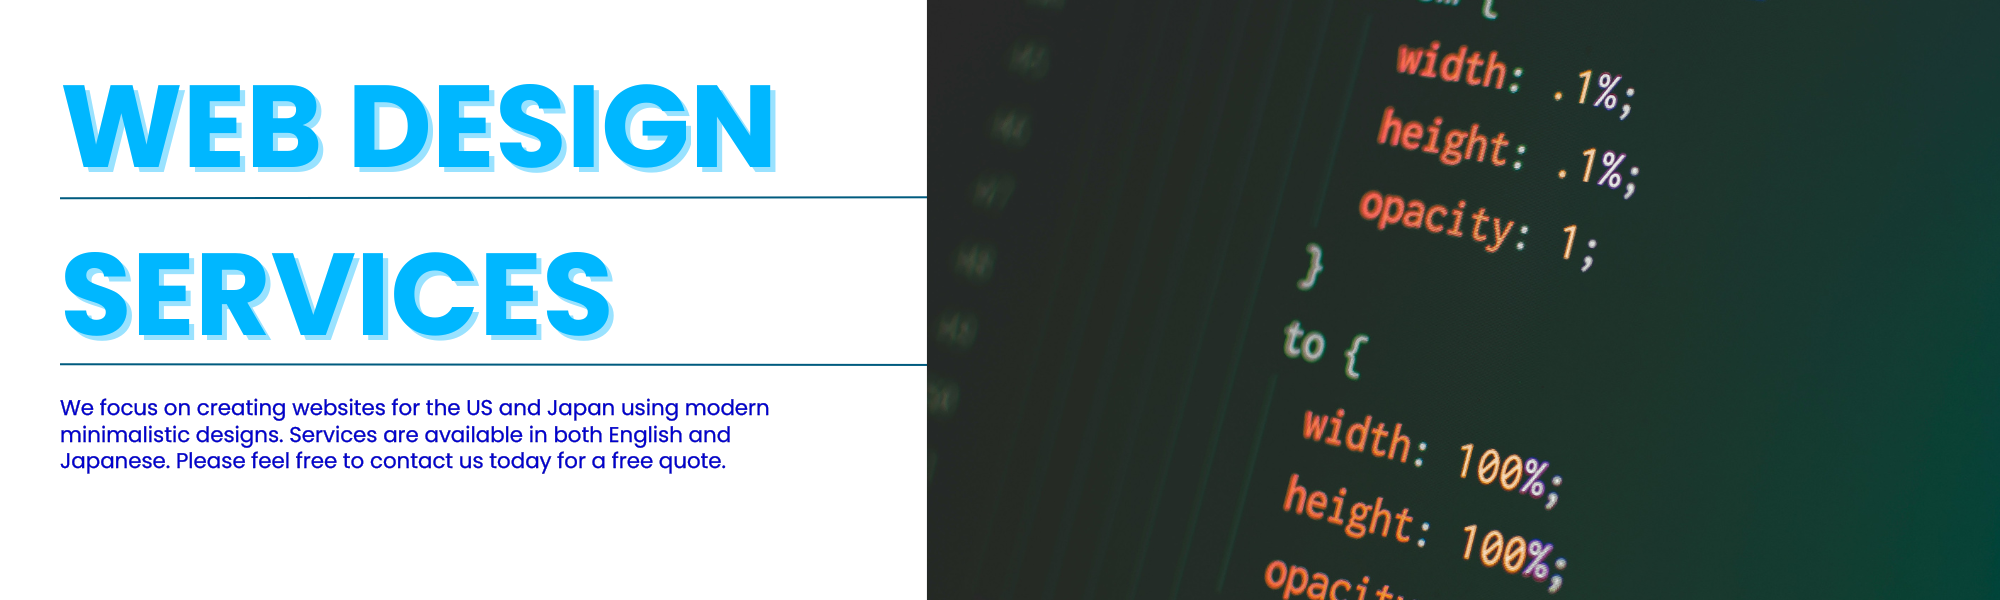 WEB DESIGN
SERVICES
We focus on creating websites for the US and Japan using modern
minimalistic designs. Services are available in both English and
Japanese. Please feel free to contact us today for a free quote.
width: .1%;
height: .1%;
opacity: 1;
}
to {
width: 100%;
height: 100%;